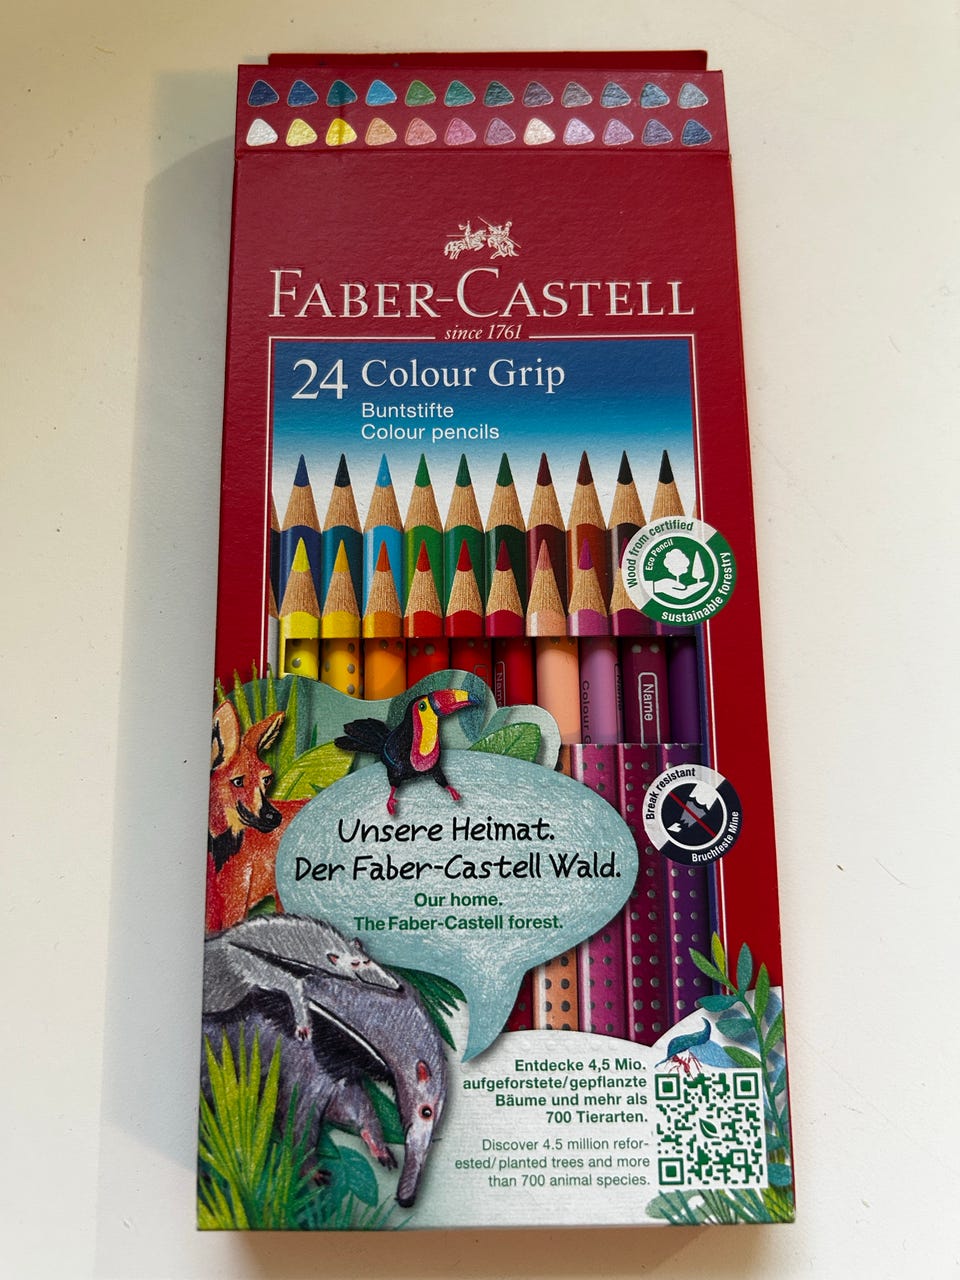 FABER-CASTELL
since 1761
24 Colour Grip
Buntstifte
Colour pencils
Wood from certified
Eco Pencil
sustainable forestry
Name
Name
Colour G
Break resistant
Bruchfeste Mine
Unsere Heimat.
Der Faber-Castell Wald.
Our home.
The Faber-Castell forest.
Entdecke 4,5 Mio.
aufgeforstete/gepflanzte
Bäume und mehr als
700 Tierarten.
Discover 4.5 million refor-
ested/planted trees and more
than 700 animal species.